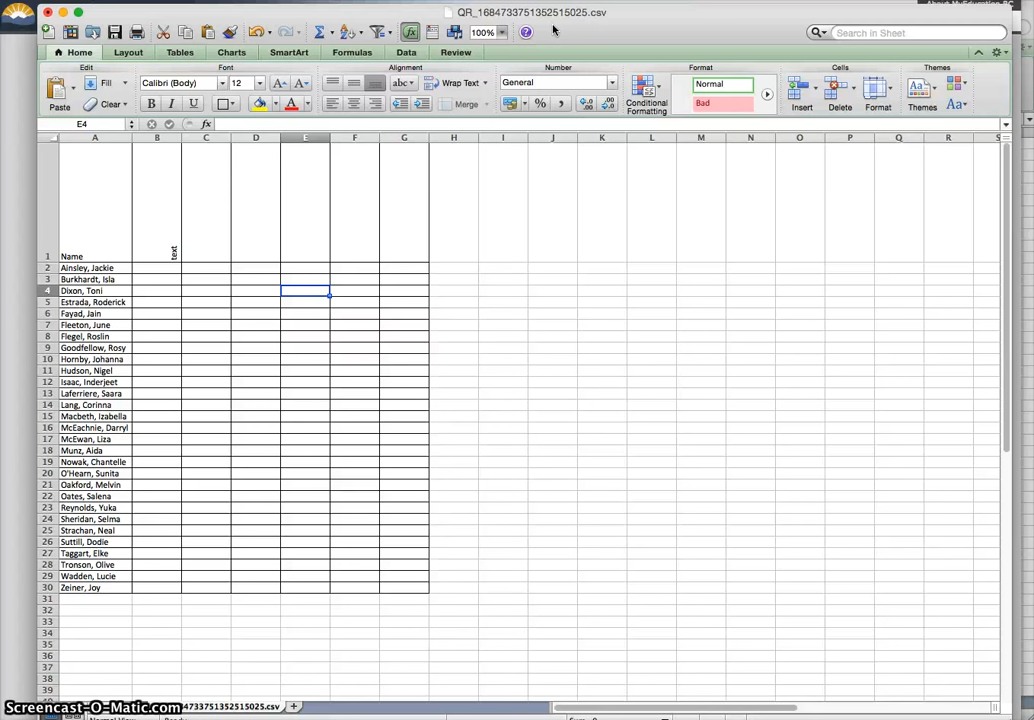 About MyEducation BC
QR_1684733751352515025.csv
100%
Search in Sheet
Home Layout Tables Charts SmartArt Formulas Data Review
Edit Font Alignment Number Format Cells Themes
Paste Fill Clear
Calibri (Body) 12
B I U A
abc Wrap Text
Merge
General
%
Conditional Formatting
Normal
Bad
Insert Delete Format Themes Aa
E4 fx
A B C D E F G H I J K L M N O P Q R S
1 Name text
2 Ainsley, Jackie
3 Burkhardt, Isla
4 Dixon, Toni
5 Estrada, Roderick
6 Fayad, Jain
7 Fleeton, June
8 Flegel, Roslin
9 Goodfellow, Rosy
10 Hornby, Johanna
11 Hudson, Nigel
12 Isaac, Inderjeet
13 Laferriere, Saara
14 Lang, Corinna
15 Macbeth, Izabella
16 McEachnie, Darryl
17 McEwan, Liza
18 Munz, Aida
19 Nowak, Chantelle
20 O'Hearn, Sunita
21 Oakford, Melvin
22 Oates, Salena
23 Reynolds, Yuka
24 Sheridan, Selma
25 Strachan, Neal
26 Suttill, Dodie
27 Taggart, Elke
28 Tronson, Olive
29 Wadden, Lucie
30 Zeiner, Joy
31
32
33
34
35
36
37
38
39
Screencast-O-Matic.com 4733751352515025.csv